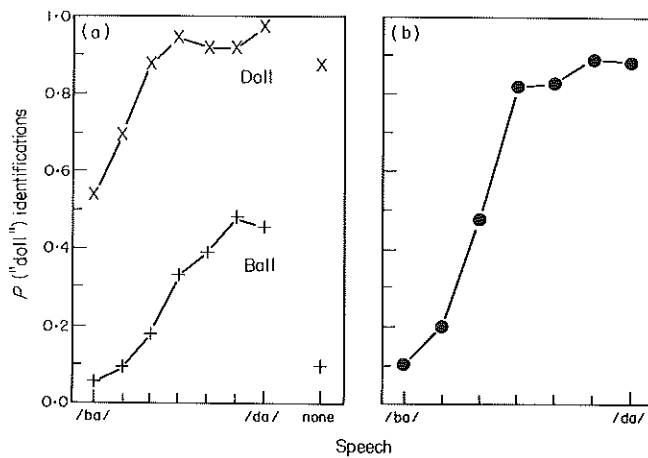 (a)
(b)
P ("doll") identifications
1·0
0·8
0·6
0·4
0·2
0·0
Doll
Ball
/ba/
/da/
none
/ba/
/da/
Speech